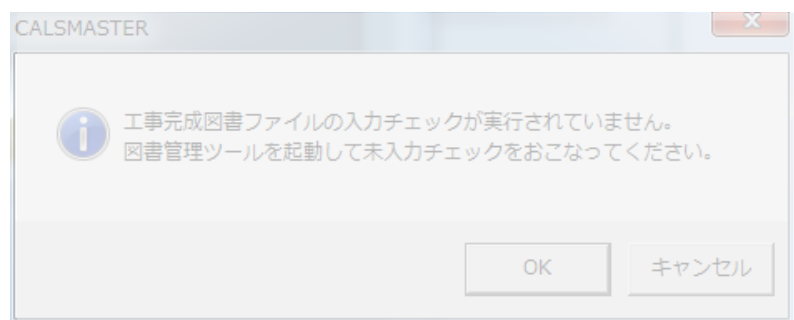 CALSMASTER
工事完成図書ファイルの入力チェックが実行されていません。
図書管理ツールを起動して未入力チェックをおこなってください。
OK
キャンセル